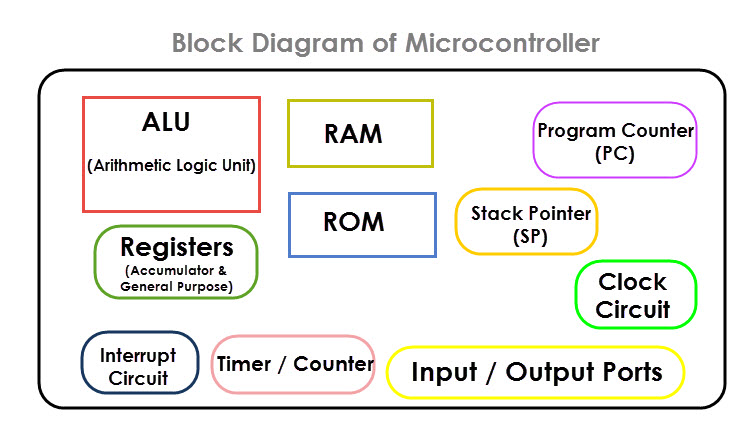 Block Diagram of Microcontroller
ALU
(Arithmetic Logic Unit)
RAM
Program Counter
(PC)
ROM
Stack Pointer
(SP)
Registers
(Accumulator &
General Purpose)
Clock
Circuit
Interrupt
Circuit
Timer / Counter
Input / Output Ports